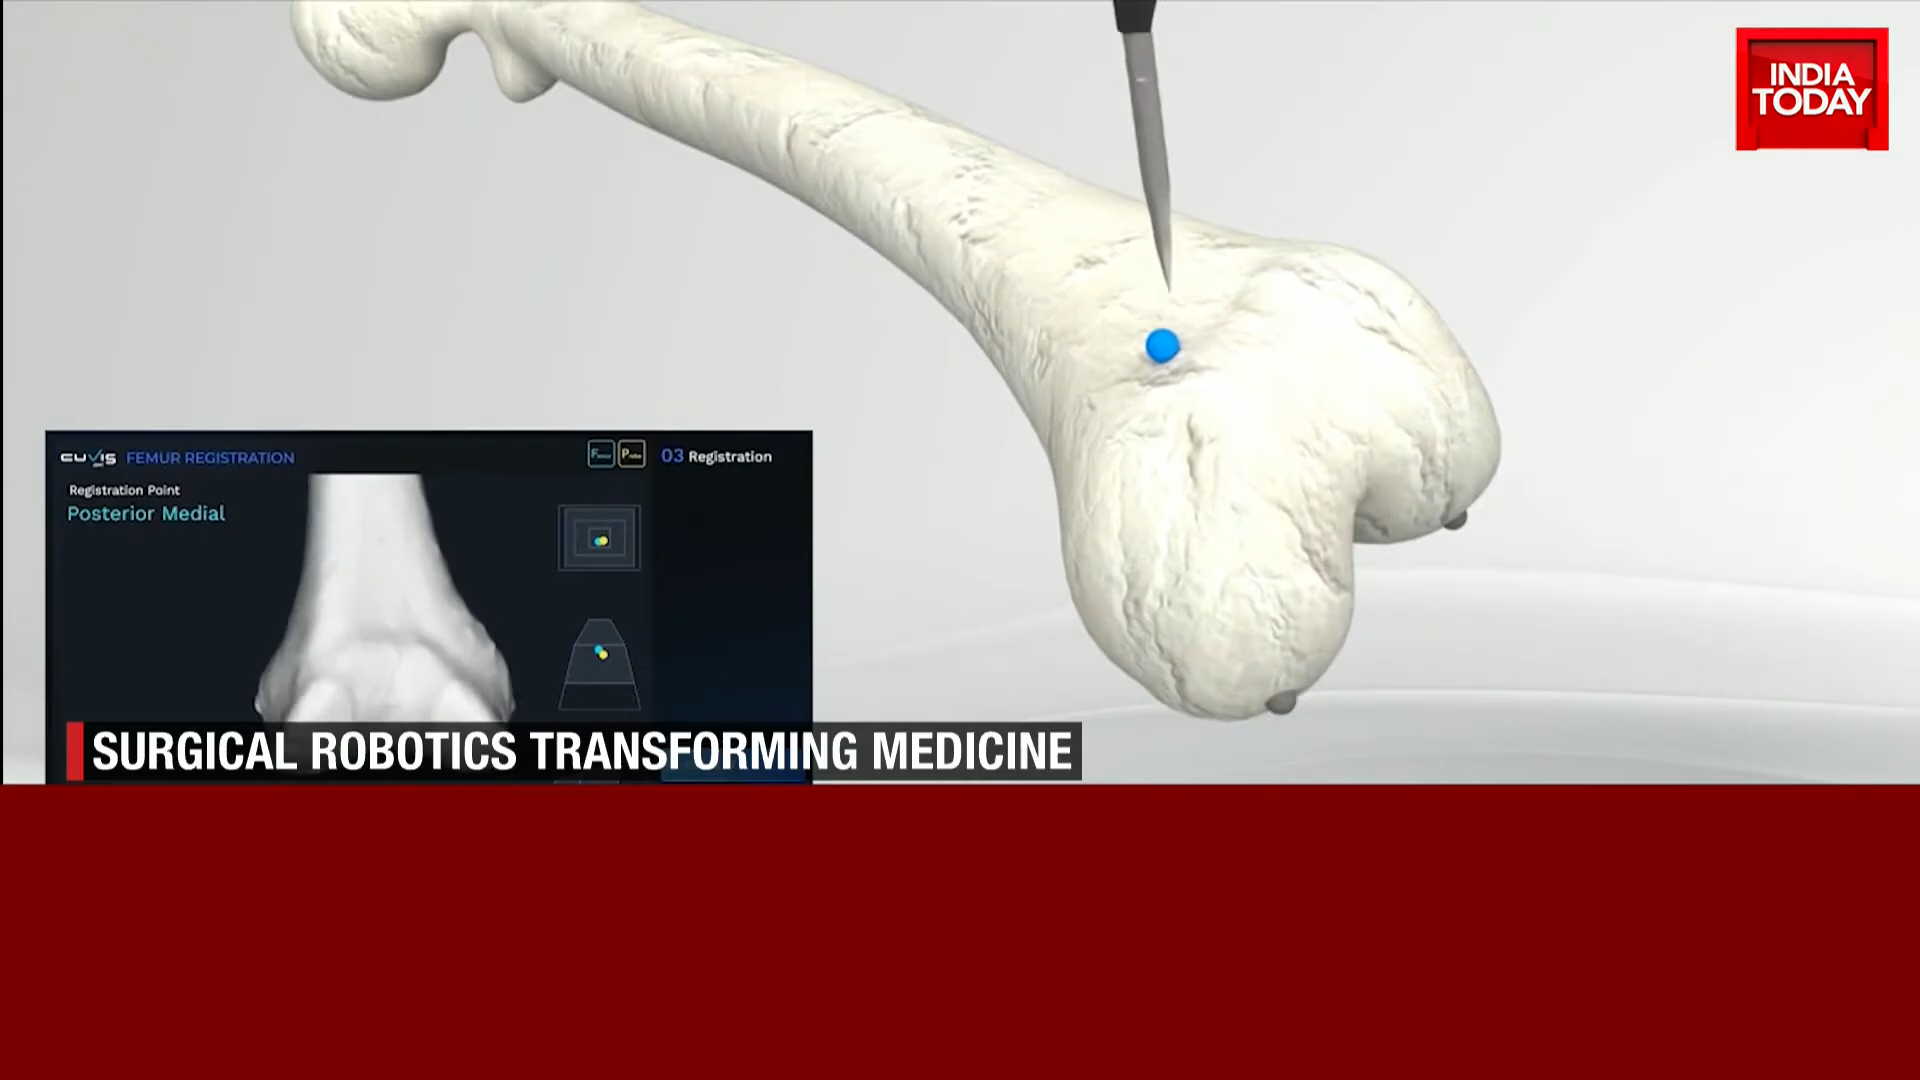 INDIA
TODAY
CUVIS FEMUR REGISTRATION
03 Registration
Registration Point
Posterior Medial
SURGICAL ROBOTICS TRANSFORMING MEDICINE